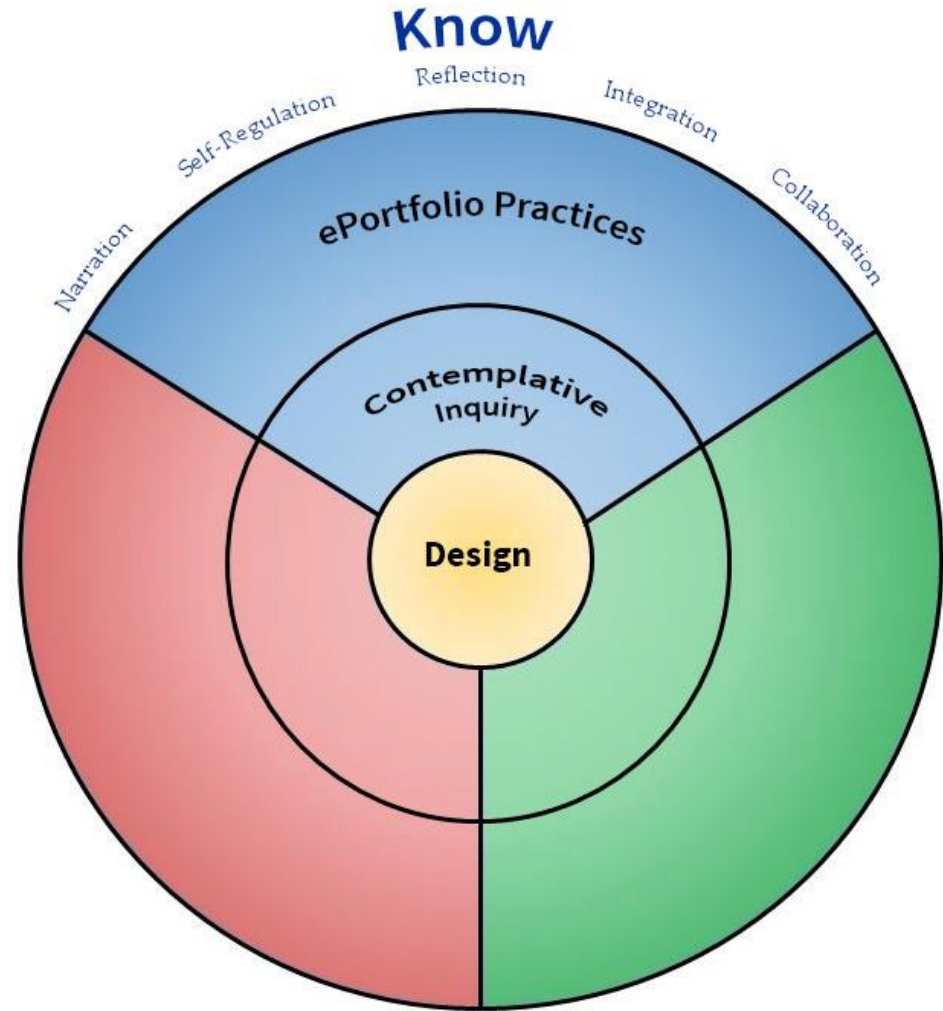 Know
Narration
Self-Regulation
Reflection
Integration
Collaboration
ePortfolio Practices
Contemplative
Inquiry
Design